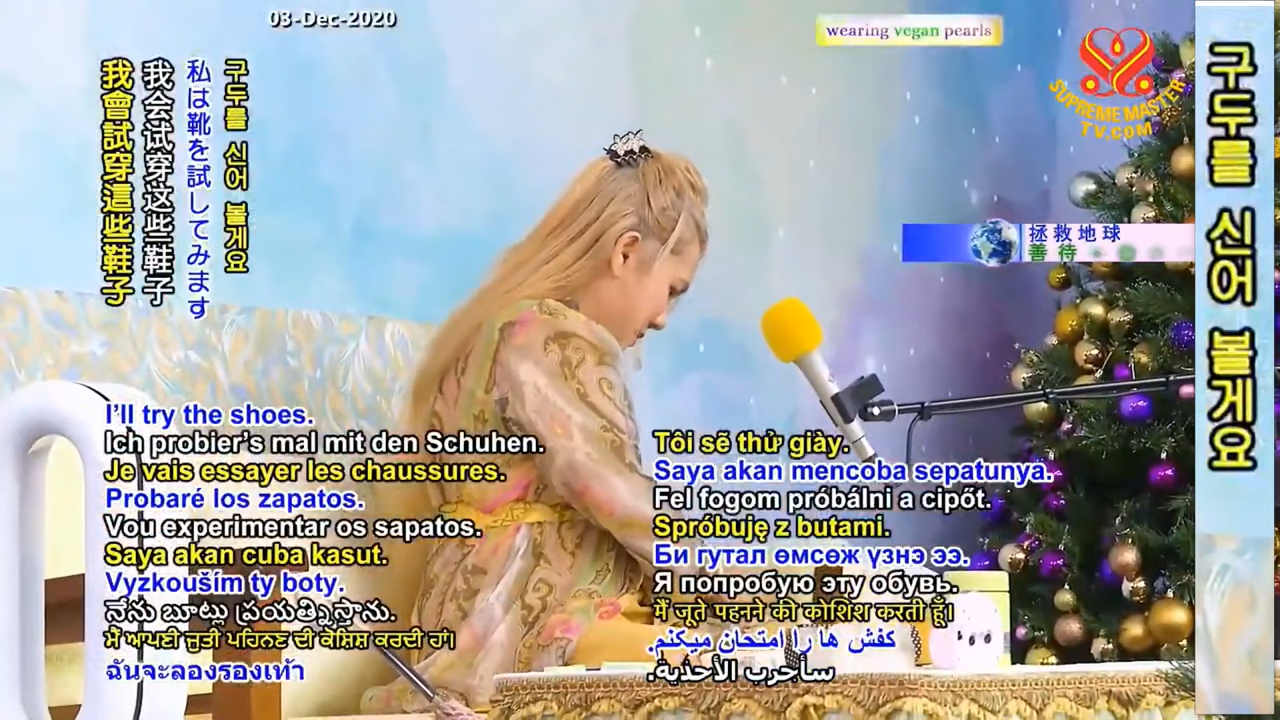 03-Dec-2020
wearing vegan pearls
SUPREME MASTER
TV.COM
拯救地球
善待
구두를 신어 볼게요
구두를 신어 볼게요
私は靴を試してみます
我会试穿这些鞋子
我會試穿這些鞋子
I'll try the shoes.
Ich probier's mal mit den Schuhen.
Je vais essayer les chaussures.
Probaré los zapatos.
Vou experimentar os sapatos.
Saya akan cuba kasut.
Vyzkouším ty boty.
నేను బూట్లు ప్రయత్నిస్తాను.
ਮੈਂ ਆਪਣੀ ਜੁਤੀ ਪਹਿਨਣ ਦੀ ਕੋਸ਼ਿਸ਼ ਕਰਦੀ ਹਾਂ।
ฉันจะลองรองเท้า
Tôi sẽ thử giày.
Saya akan mencoba sepatunya.
Fel fogom próbálni a cipőt.
Spróbuję z butami.
Би гутал өмсөж үзнэ ээ.
Я попробую эту обувь.
मैं जूते पहनने की कोशिश करती हूँ।
کفش ها را امتحان میکنم.
سأجرب الأحذية.